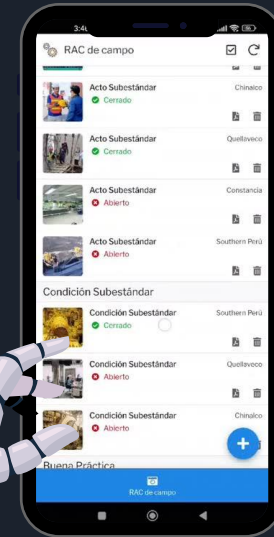 3:4
RAC de campo
Acto Subestándar
Chinalco
Cerrado
Acto Subestándar
Quellaveco
Cerrado
Acto Subestándar
Constancia
Abierto
Acto Subestándar
Southern Perú
Abierto
Condición Subestándar
Condición Subestándar
Southern Perú
Cerrado
Condición Subestándar
Quellaveco
Abierto
Condición Subestándar
Chinalco
Abierto
Buena Práctica
RAC de campo